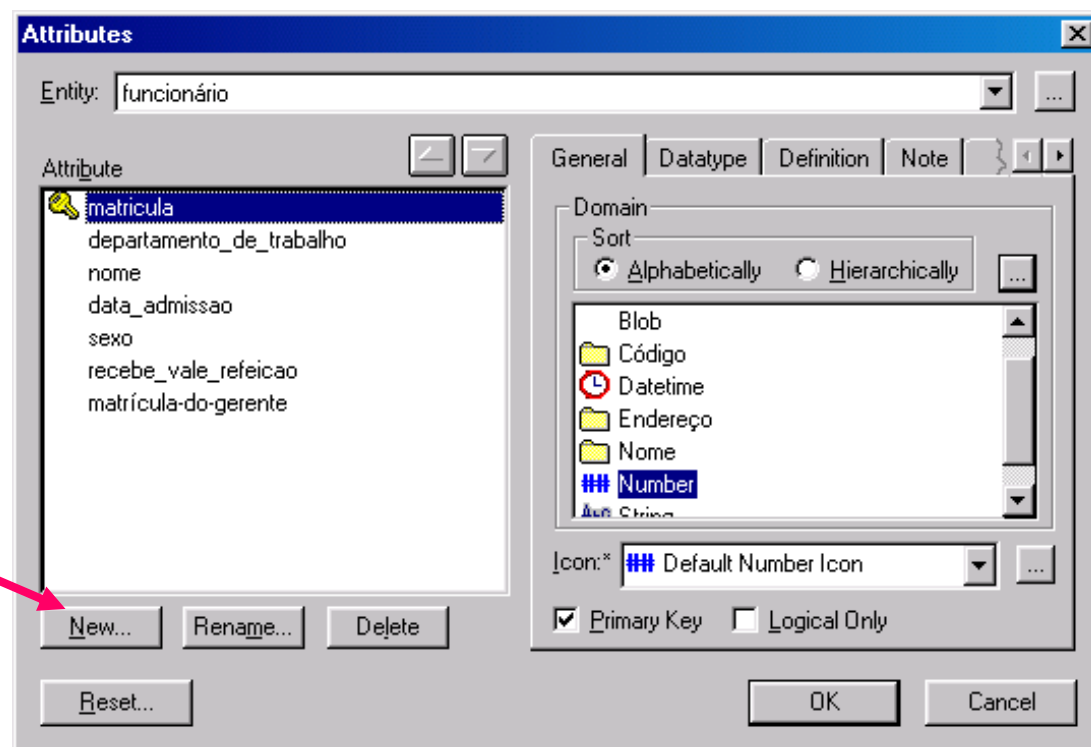 Attributes
Entity: funcionário ...
Attribute
matricula
departamento_de_trabalho
nome
data_admissao
sexo
recebe_vale_refeicao
matrícula-do-gerente
New... Rename... Delete
Reset...
General Datatype Definition Note
Domain
Sort
Alphabetically Hierarchically ...
Blob
Código
Datetime
Endereço
Nome
Number
String
Icon:* Default Number Icon ...
Primary Key Logical Only
OK Cancel